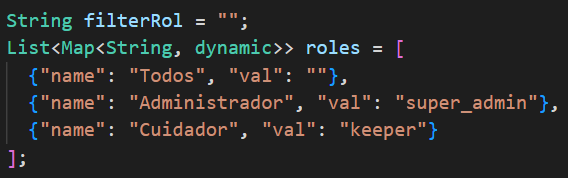 String filterRol = "";
List<Map<String, dynamic>> roles = [
  {"name": "Todos", "val": ""},
  {"name": "Administrador", "val": "super_admin"},
  {"name": "Cuidador", "val": "keeper"}
];